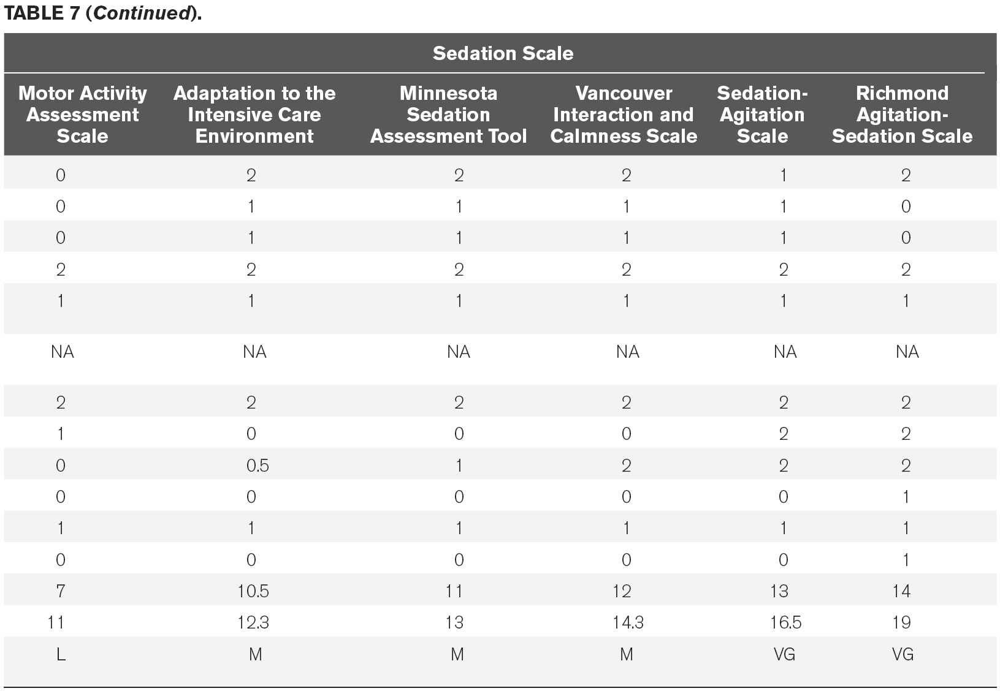 TABLE 7 (Continued).
Sedation Scale
Motor Activity Assessment Scale Adaptation to the Intensive Care Environment Minnesota Sedation Assessment Tool Vancouver Interaction and Calmness Scale Sedation-Agitation Scale Richmond Agitation-Sedation Scale
0 2 2 2 1 2
0 1 1 1 1 0
0 1 1 1 1 0
2 2 2 2 2 2
1 1 1 1 1 1
NA NA NA NA NA NA
2 2 2 2 2 2
1 0 0 0 2 2
0 0.5 1 2 2 2
0 0 0 0 0 1
1 1 1 1 1 1
0 0 0 0 0 1
7 10.5 11 12 13 14
11 12.3 13 14.3 16.5 19
L M M M VG VG